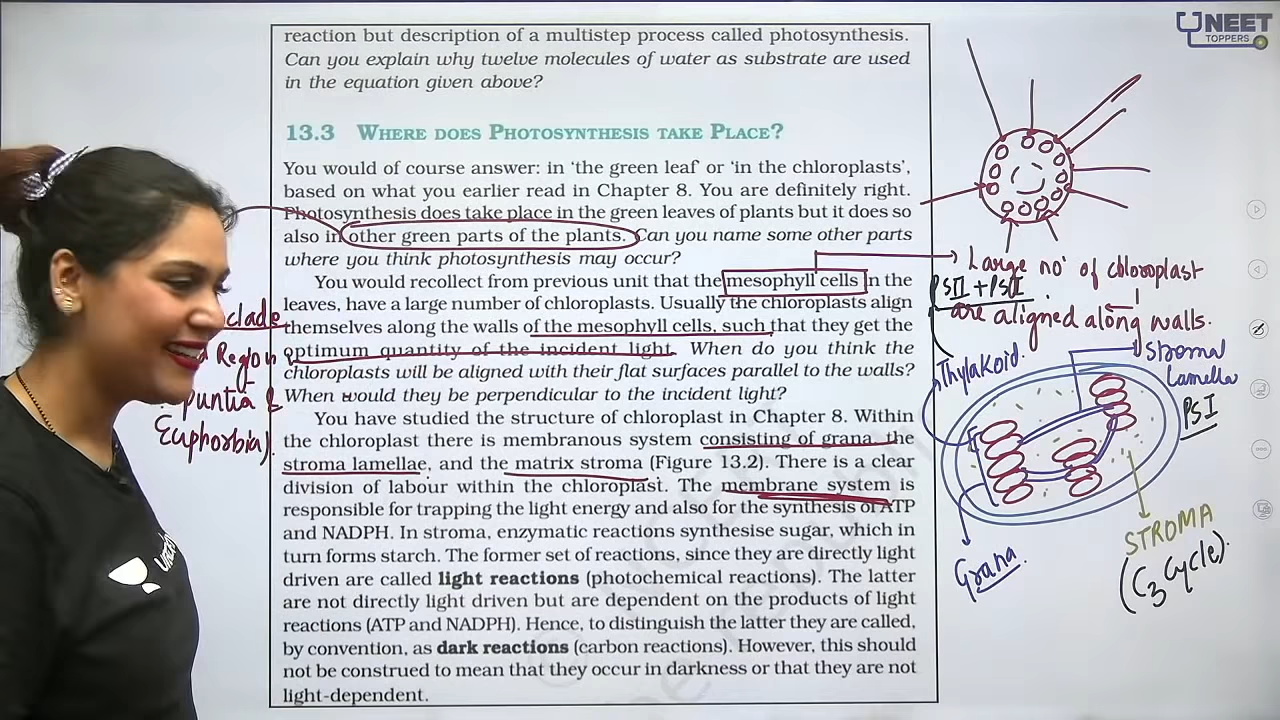 reaction but description of a multistep process called photosynthesis.
Can you explain why twelve molecules of water as substrate are used
in the equation given above?
13.3 WHERE DOES PHOTOSYNTHESIS TAKE PLACE?
You would of course answer: in ‘the green leaf’ or ‘in the chloroplasts’,
based on what you earlier read in Chapter 8. You are definitely right.
Photosynthesis does take place in the green leaves of plants but it does so
also in other green parts of the plants. Can you name some other parts
where you think photosynthesis may occur?
You would recollect from previous unit that the mesophyll cells in the
leaves, have a large number of chloroplasts. Usually the chloroplasts align
themselves along the walls of the mesophyll cells, such that they get the
optimum quantity of the incident light. When do you think the
chloroplasts will be aligned with their flat surfaces parallel to the walls?
When would they be perpendicular to the incident light?
You have studied the structure of chloroplast in Chapter 8. Within
the chloroplast there is membranous system consisting of grana, the
stroma lamellae, and the matrix stroma (Figure 13.2). There is a clear
division of labour within the chloroplast. The membrane system is
responsible for trapping the light energy and also for the synthesis of ATP
and NADPH. In stroma, enzymatic reactions synthesise sugar, which in
turn forms starch. The former set of reactions, since they are directly light
driven are called light reactions (photochemical reactions). The latter
are not directly light driven but are dependent on the products of light
reactions (ATP and NADPH). Hence, to distinguish the latter they are called,
by convention, as dark reactions (carbon reactions). However, this should
not be construed to mean that they occur in darkness or that they are not
light-dependent.
clade
Region
puntia &
Euphorbia).
NEET
TOPPERS
Large no. of chloroplast
are aligned along walls.
PSII + PSI
Thylakoid.
Stroma
lamella
PSI
Grana
STROMA
(C3 Cycle).